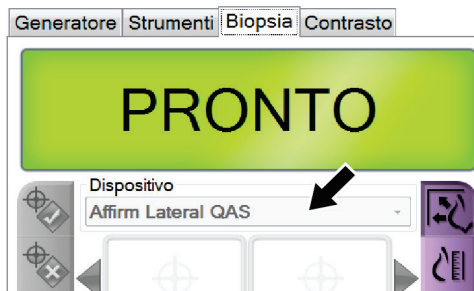 Generatore Strumenti Biopsia Contrasto
PRONTO
Dispositivo
Affirm Lateral QAS